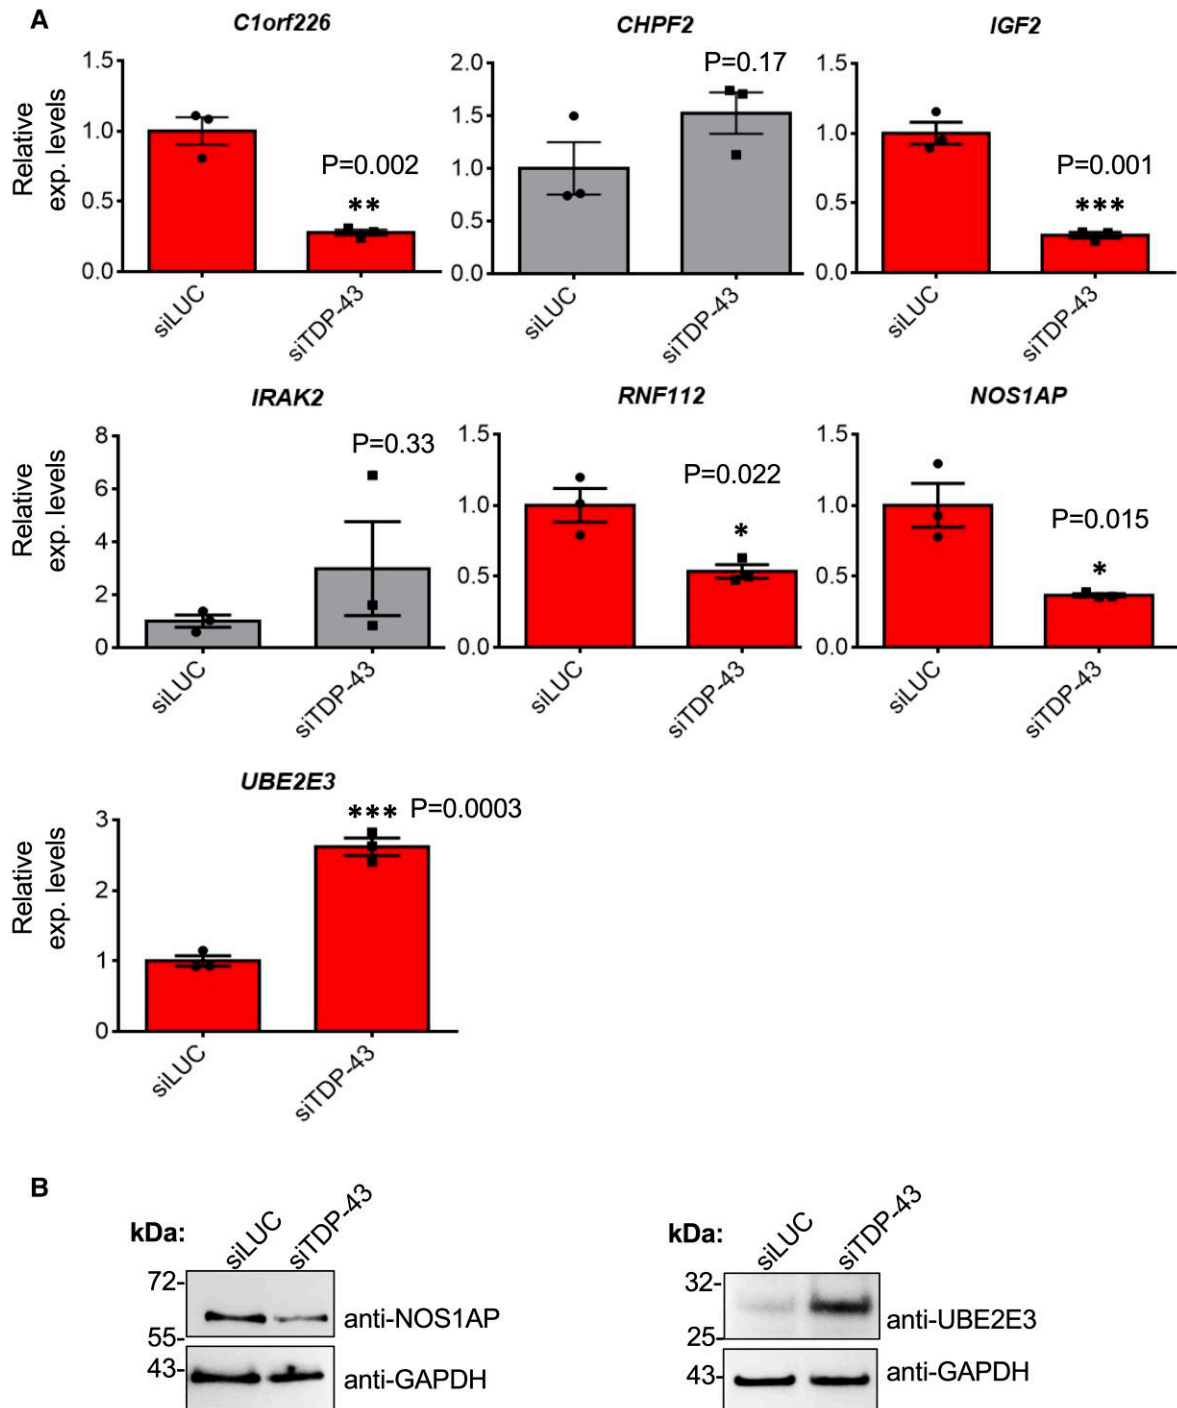 A
C1orf226
CHPF2
IGF2
Relative
exp. levels
1.5
1.0
0.5
0.0
P=0.002
**
siLUC
siTDP-43
2.0
1.5
1.0
0.5
0.0
P=0.17
siLUC
siTDP-43
1.5
1.0
0.5
0.0
P=0.001
***
siLUC
siTDP-43
IRAK2
RNF112
NOS1AP
Relative
exp. levels
8
6
4
2
0
P=0.33
siLUC
siTDP-43
1.5
1.0
0.5
0.0
P=0.022
*
siLUC
siTDP-43
1.5
1.0
0.5
0.0
P=0.015
*
siLUC
siTDP-43
UBE2E3
Relative
exp. levels
3
2
1
0
*** P=0.0003
siLUC
siTDP-43
B
kDa:
siLUC
siTDP-43
72-
55-
anti-NOS1AP
43-
anti-GAPDH
kDa:
siLUC
siTDP-43
32-
25-
anti-UBE2E3
43-
anti-GAPDH